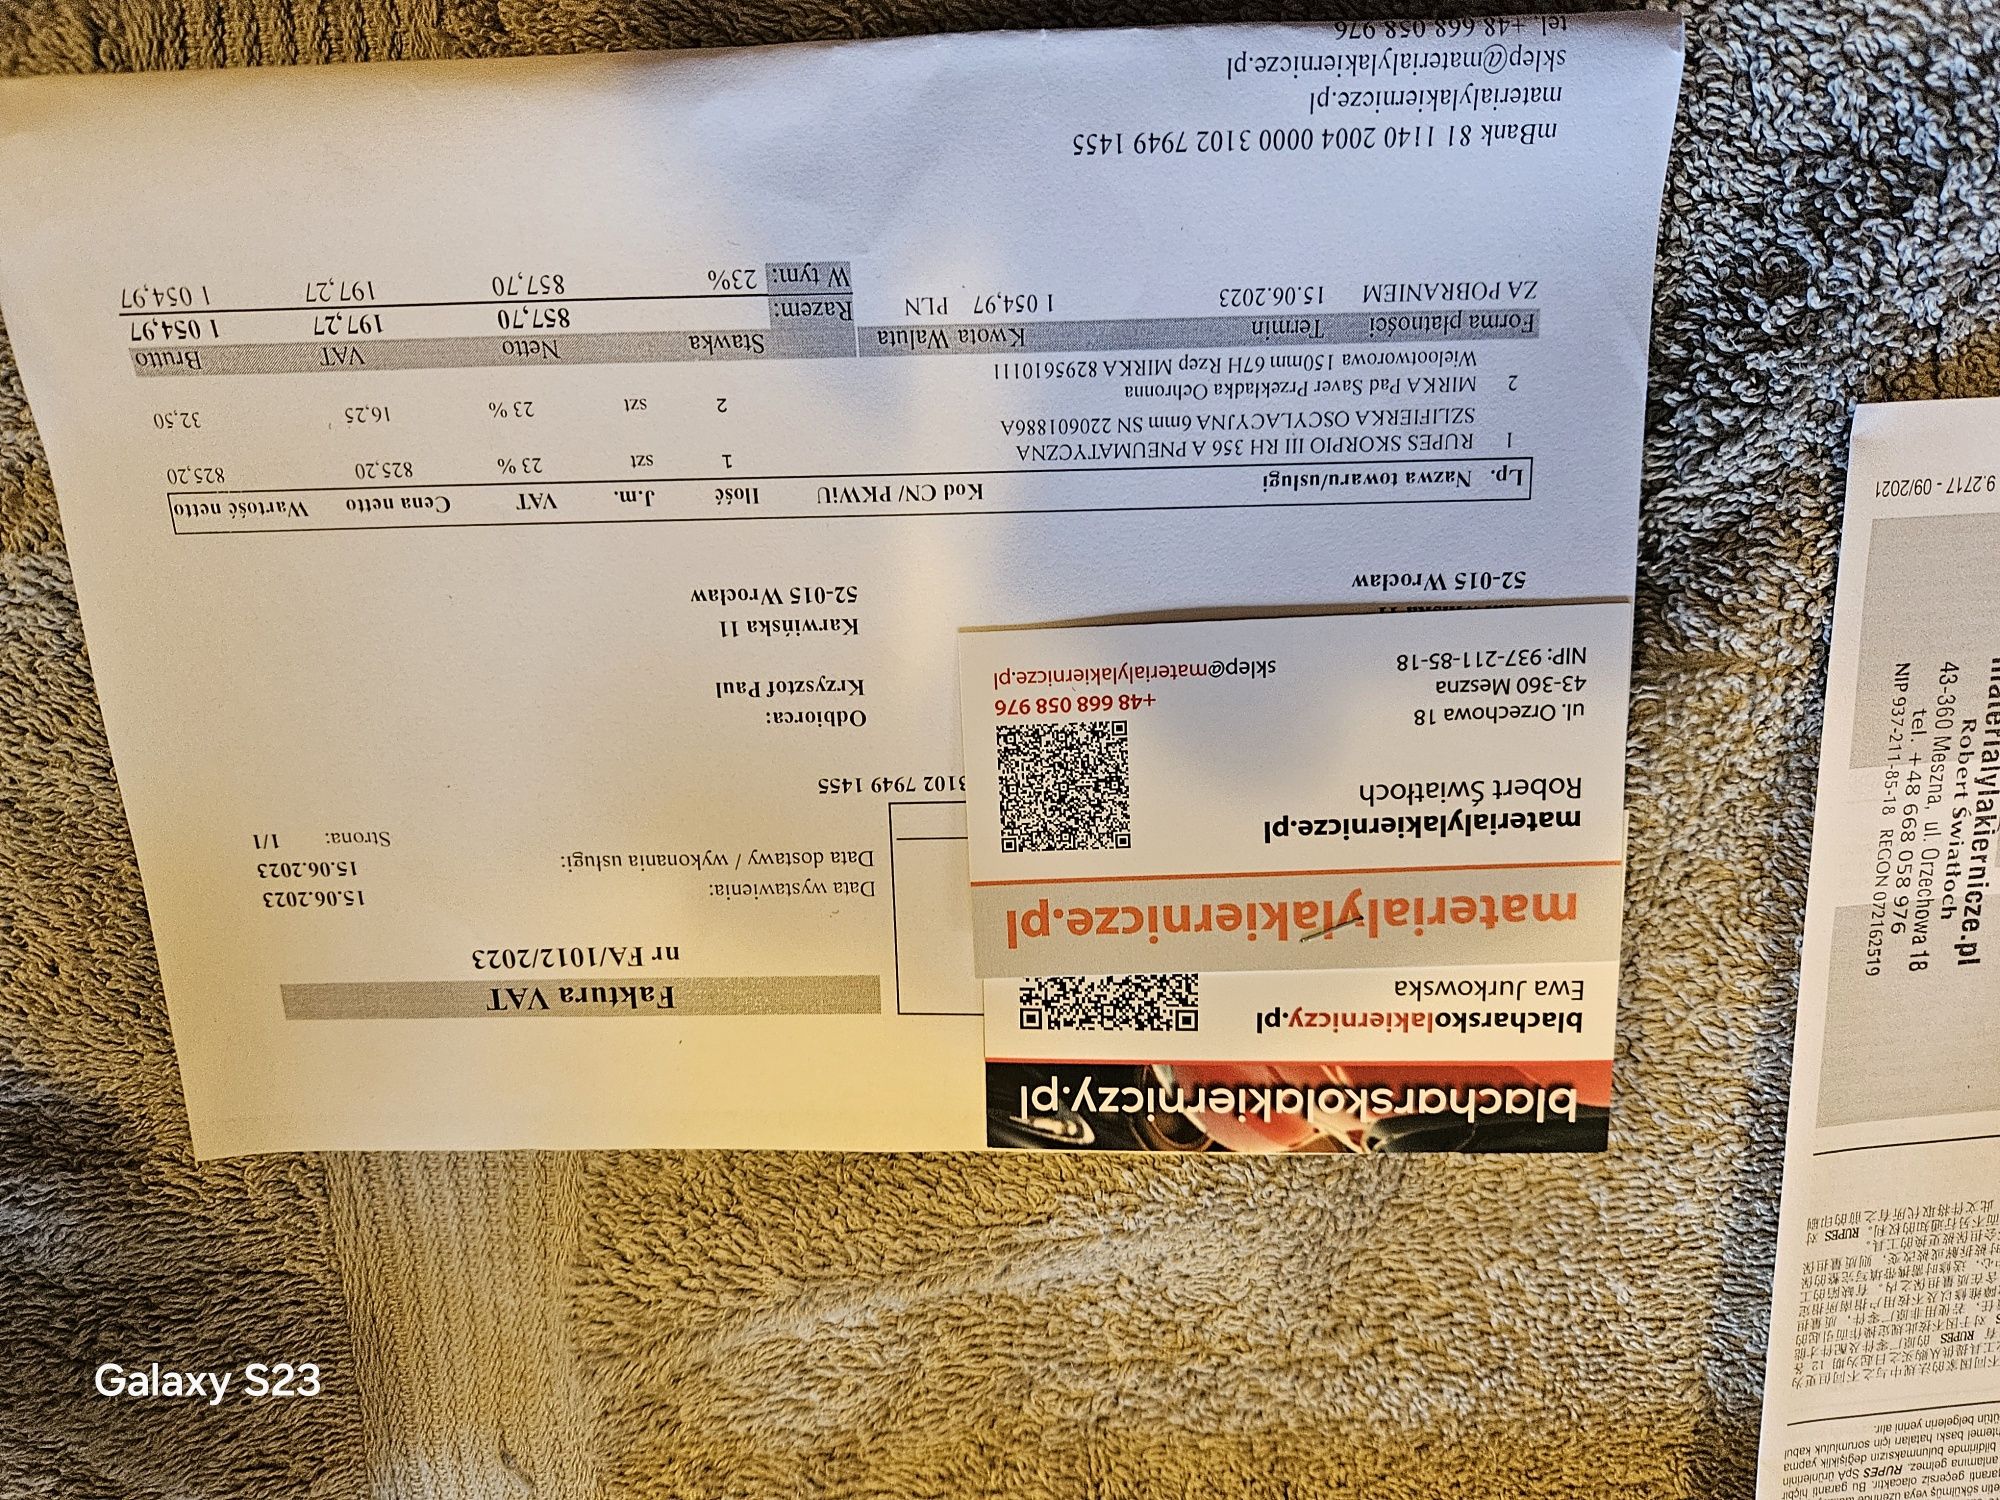 blacharskolakierniczy.pl
blacharskolakierniczy.pl
Ewa Jurkowska
materialylakiernicze.pl
materialylakiernicze.pl
Robert Światłoch
ul. Orzechowa 18
43-360 Meszna
NIP: 937-211-85-18
+48 668 058 976
sklep@materialylakiernicze.pl
Faktura VAT
nr FA/1012/2023
Data wystawienia: 15.06.2023
Data dostawy / wykonania usługi: 15.06.2023
Strona: 1/1
3102 7949 1455
Odbiorca:
Krzysztof Paul
Karwińska 11
52-015 Wrocław
52-015 Wrocław
Lp. Nazwa towaru/usługi Kod CN/ PKWiU Ilość J.m. VAT Cena netto Wartość netto
1 RUPES SKORPIO III RH 356 A PNEUMATYCZNA 1 szt 23 % 825,20 825,20
SZLIFIERKA OSCYLACYJNA 6mm SN 220601886A
2 MIRKA Pad Saver Przekładka Ochronna 2 szt 23 % 16,25 32,50
Wielootworowa 150mm 67H Rzep MIRKA 8295610111
Forma płatności Termin Kwota Waluta Stawka Netto VAT Brutto
ZA POBRANIEM 15.06.2023 1 054,97 PLN Razem: 857,70 197,27 1 054,97
W tym: 23% 857,70 197,27 1 054,97
mBank 81 1140 2004 0000 3102 7949 1455
materialylakiernicze.pl
sklep@materialylakiernicze.pl
tel. +48 668 058 976
9.2717 - 09/2021
materialylakiernicze.pl
Robert Światłoch
43-360 Meszna, ul. Orzechowa 18
tel. +48 668 058 976
NIP 937-211-85-18 REGON 072162519
Galaxy S23